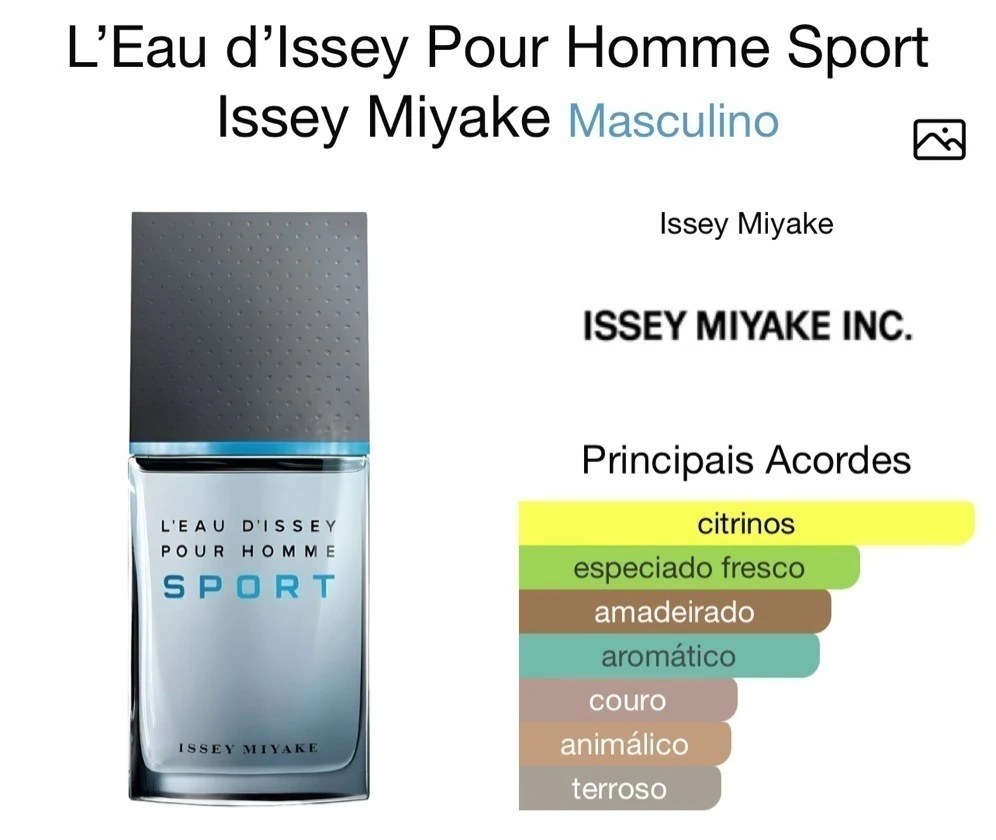 L’Eau d’Issey Pour Homme Sport
Issey Miyake Masculino
Issey Miyake
ISSEY MIYAKE INC.
L'EAU D'ISSEY
POUR HOMME
SPORT
ISSEY MIYAKE
Principais Acordes
citrinos
especiado fresco
amadeirado
aromático
couro
animálico
terroso